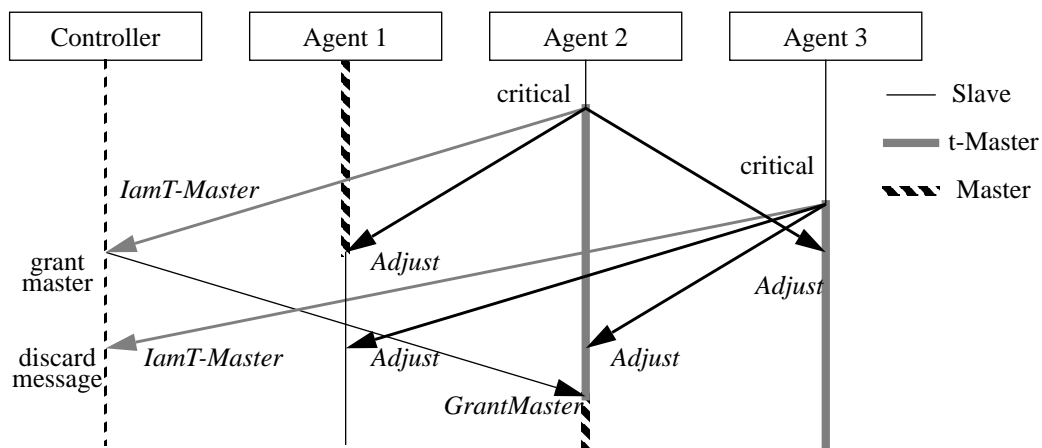 Controller
Agent 1
Agent 2
Agent 3
critical
Slave
t-Master
critical
IamT-Master
Master
Adjust
grant
master
Adjust
discard
message
IamT-Master
Adjust
Adjust
GrantMaster